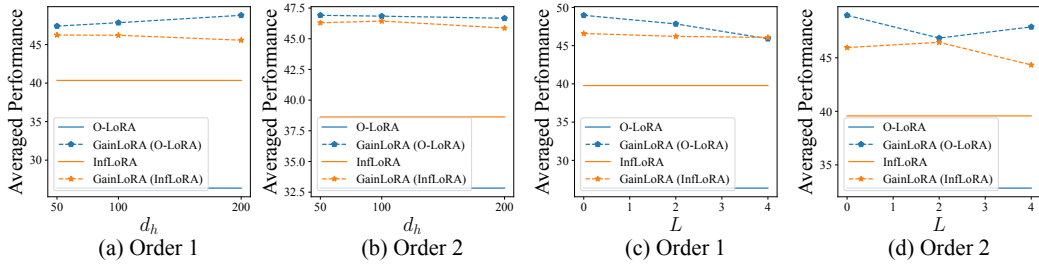 Averaged Performance
45
40
35
30
O-LoRA
GainLoRA (O-LoRA)
InfLoRA
GainLoRA (InfLoRA)
50
100
200
d_h
(a) Order 1
Averaged Performance
47.5
45.0
42.5
40.0
37.5
35.0
32.5
O-LoRA
GainLoRA (O-LoRA)
InfLoRA
GainLoRA (InfLoRA)
50
100
200
d_h
(b) Order 2
Averaged Performance
50
45
40
35
30
O-LoRA
GainLoRA (O-LoRA)
InfLoRA
GainLoRA (InfLoRA)
0
1
2
3
4
L
(c) Order 1
Averaged Performance
45
40
35
O-LoRA
GainLoRA (O-LoRA)
InfLoRA
GainLoRA (InfLoRA)
0
1
2
3
4
L
(d) Order 2